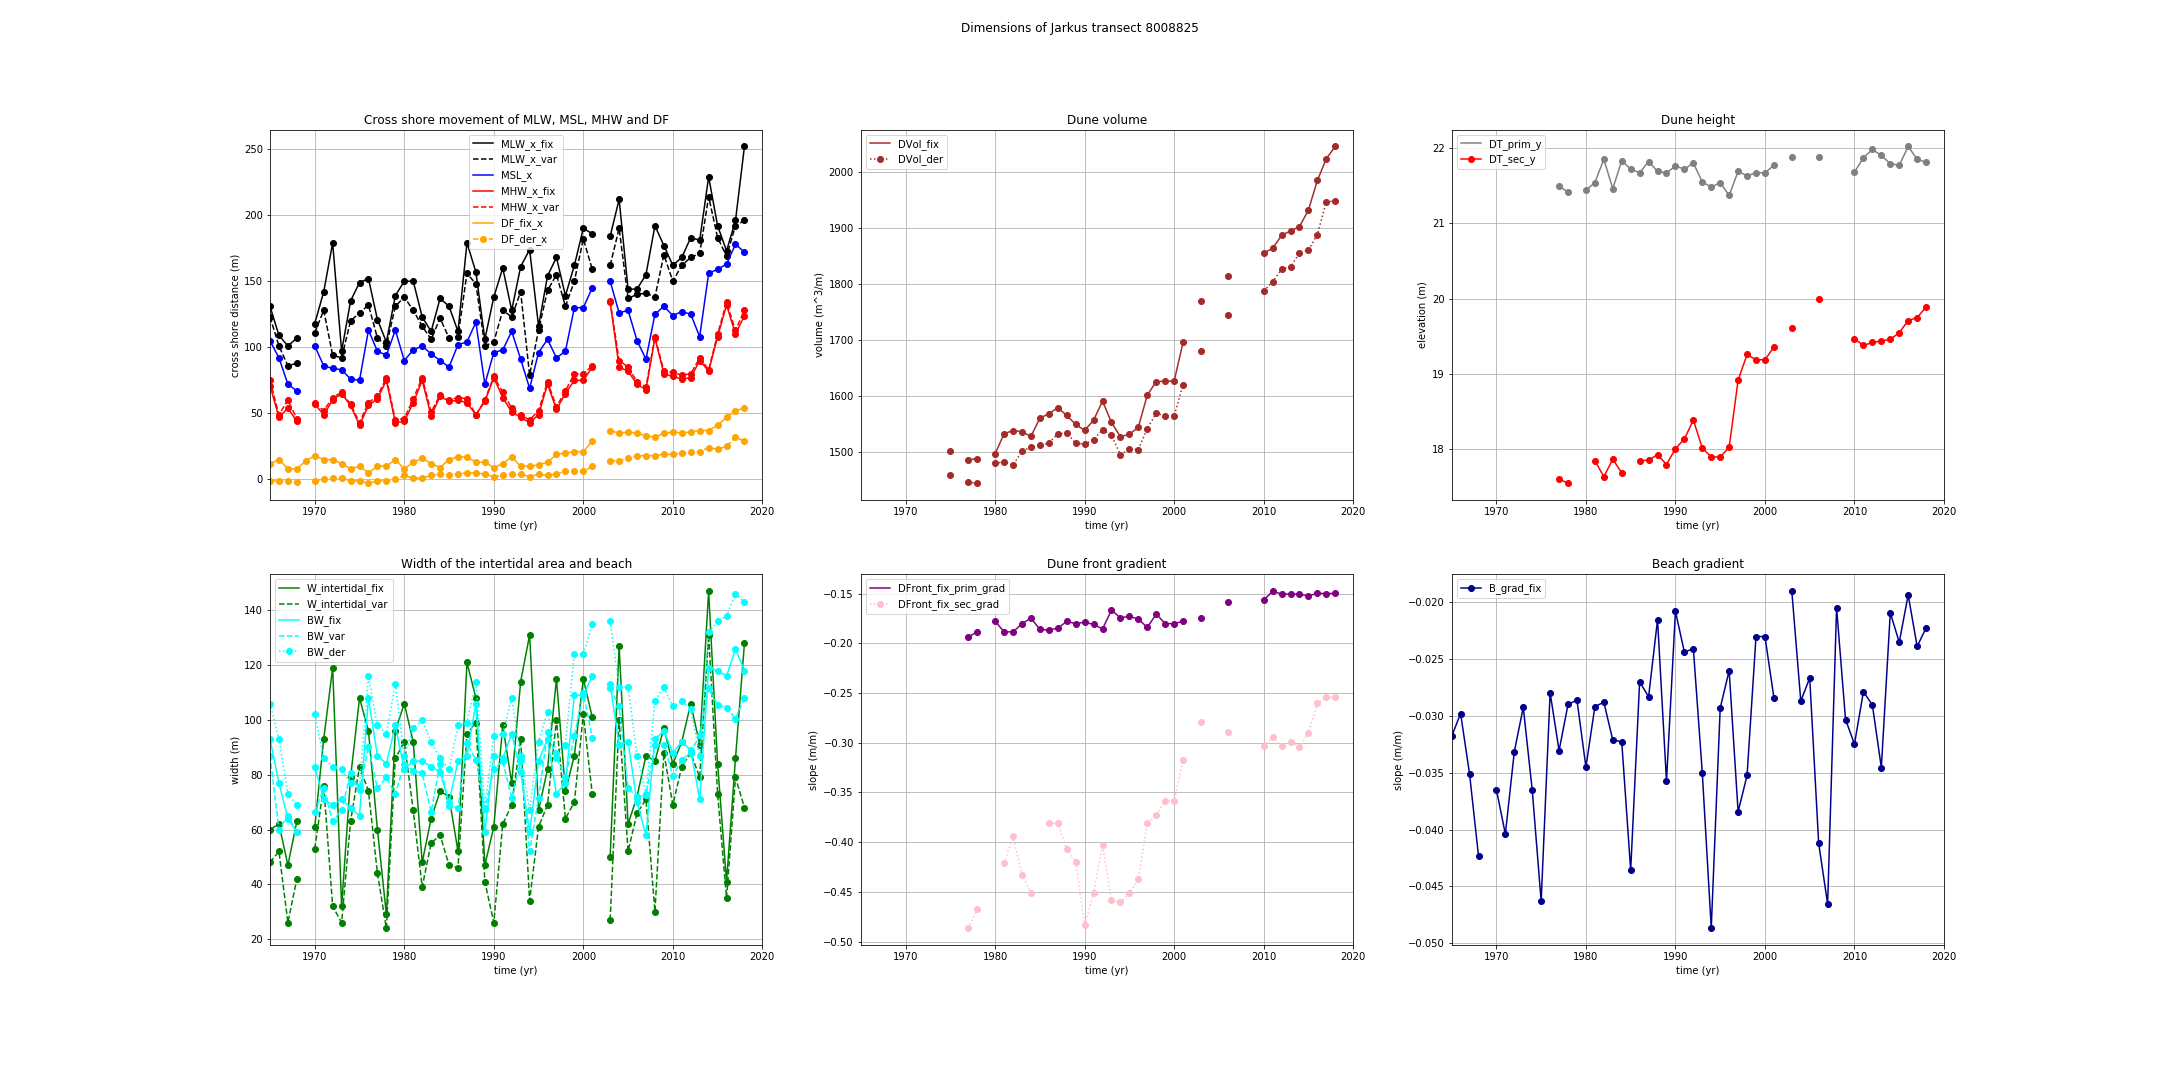 Dimensions of Jarkus transect 8008825
Cross shore movement of MLW, MSL, MHW and DF
cross shore distance (m)
250
200
150
100
50
0
MLW_x_fix
MLW_x_var
MSL_x
MHW_x_fix
MHW_x_var
DF_fix_x
DF_der_x
1970 1980 1990 2000 2010 2020
time (yr)
Dune volume
volume (m^3/m)
2000
1900
1800
1700
1600
1500
DVol_fix
DVol_der
1970 1980 1990 2000 2010 2020
time (yr)
Dune height
elevation (m)
22
21
20
19
18
DT_prim_y
DT_sec_y
1970 1980 1990 2000 2010 2020
time (yr)
Width of the intertidal area and beach
width (m)
140
120
100
80
60
40
20
W_intertidal_fix
W_intertidal_var
BW_fix
BW_var
BW_der
1970 1980 1990 2000 2010 2020
time (yr)
Dune front gradient
slope (m/m)
−0.15
−0.20
−0.25
−0.30
−0.35
−0.40
−0.45
−0.50
DFront_fix_prim_grad
DFront_fix_sec_grad
1970 1980 1990 2000 2010 2020
time (yr)
Beach gradient
slope (m/m)
−0.020
−0.025
−0.030
−0.035
−0.040
−0.045
−0.050
B_grad_fix
1970 1980 1990 2000 2010 2020
time (yr)